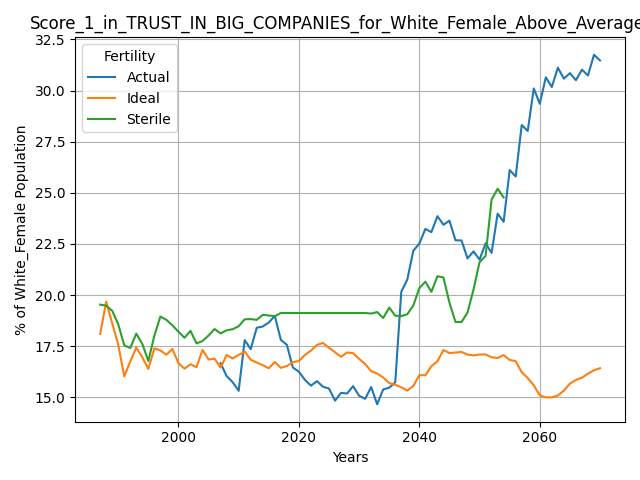 Score_1_in_TRUST_IN_BIG_COMPANIES_for_White_Female_Above_Average
Fertility
Actual
Ideal
Sterile
32.5
30.0
27.5
25.0
22.5
20.0
17.5
15.0
% of White_Female Population
2000
2020
2040
2060
Years